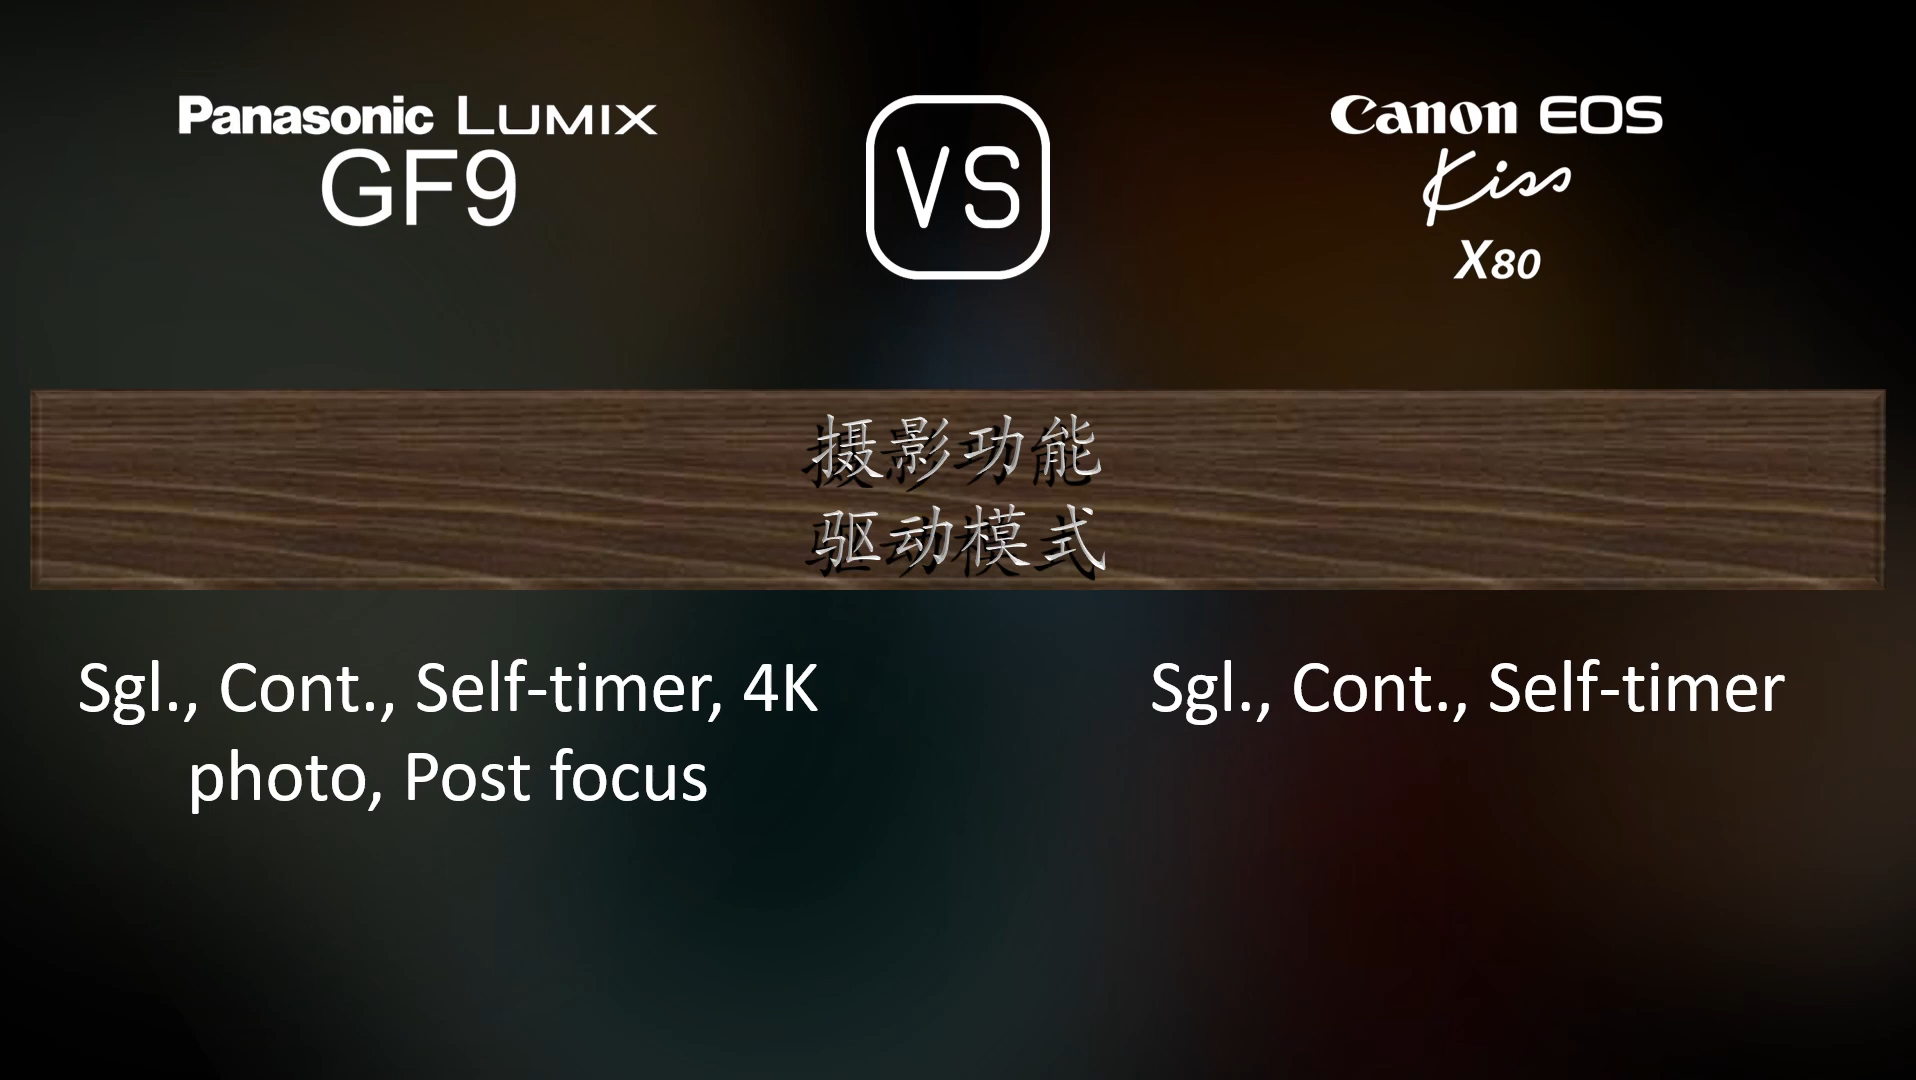 Panasonic LUMIX
GF9
VS
Canon EOS
Kiss
X80
摄影功能
驱动模式
Sgl., Cont., Self-timer, 4K
photo, Post focus
Sgl., Cont., Self-timer